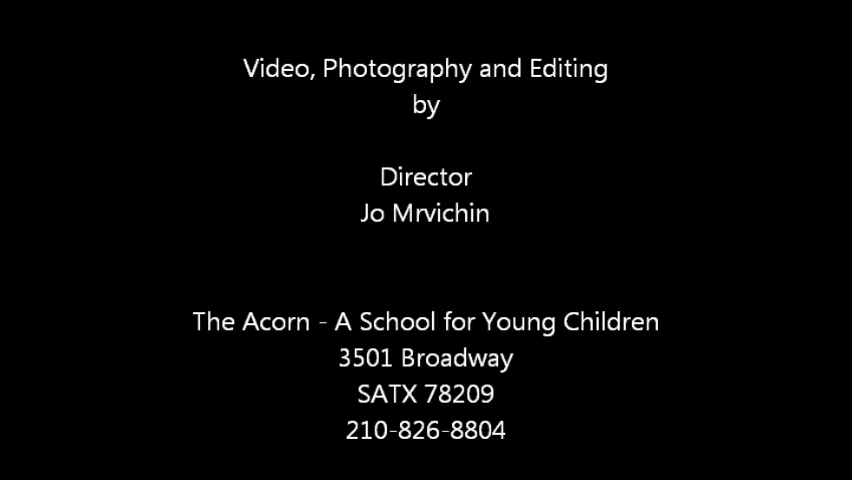 Video, Photography and Editing
by
Director
Jo Mrvichin
The Acorn - A School for Young Children
3501 Broadway
SATX 78209
210-826-8804